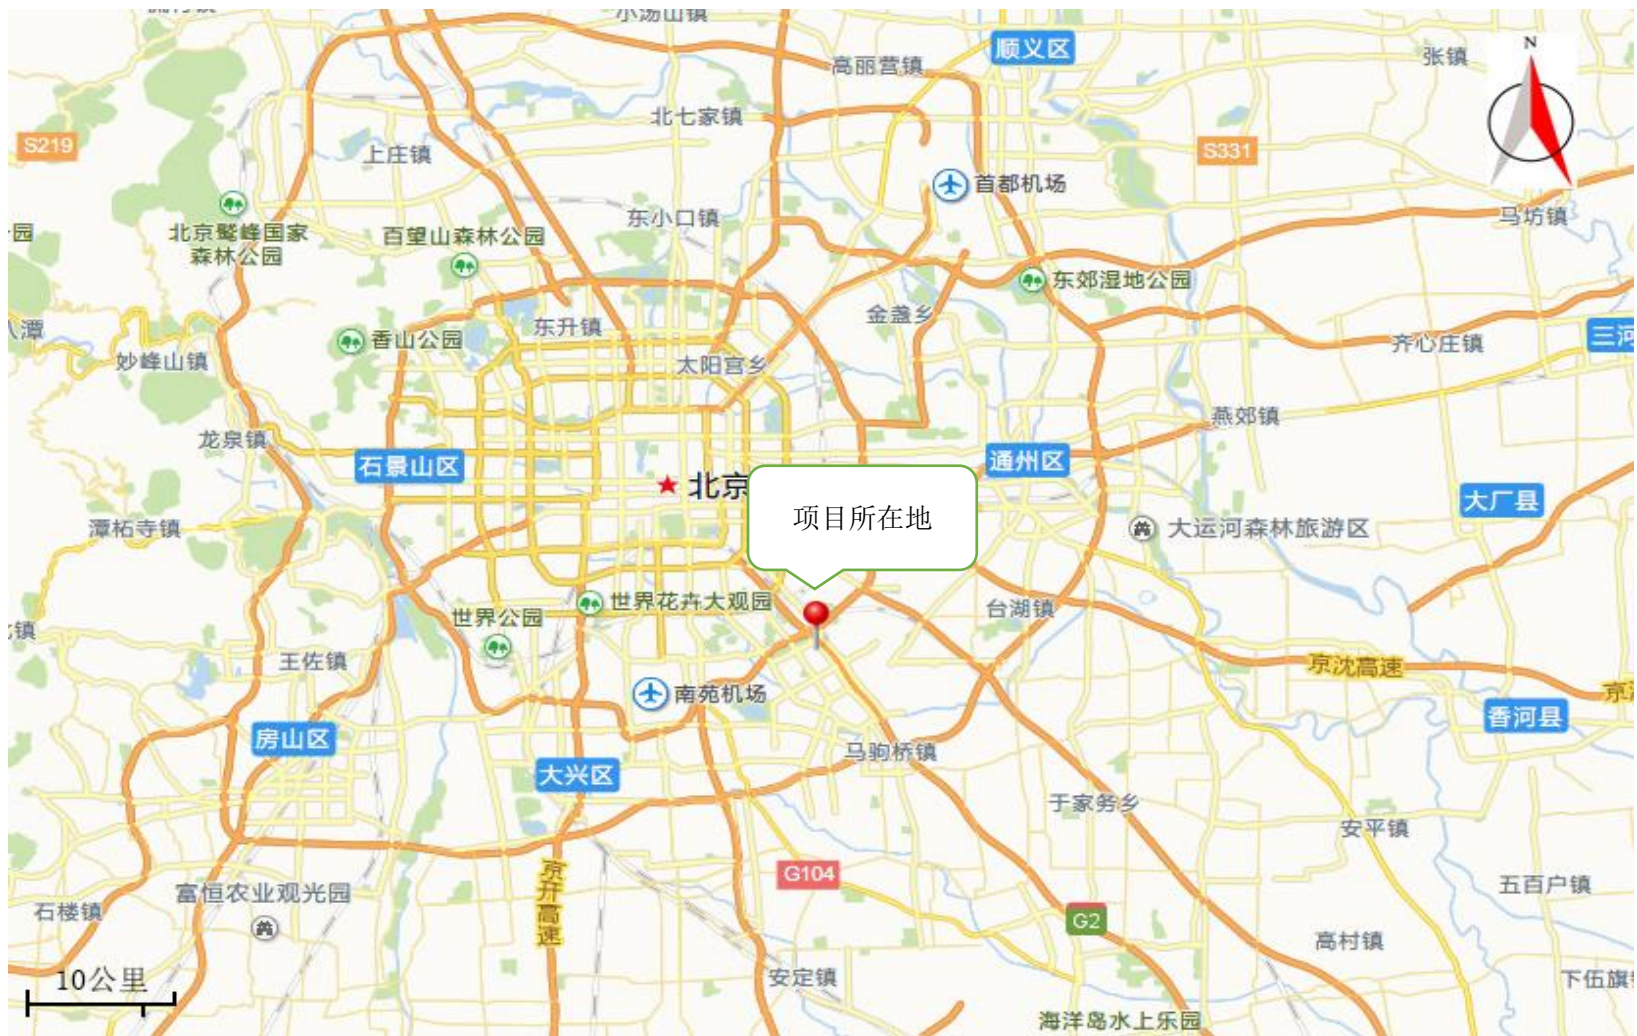 小汤山镇
顺义区
N
张镇
高丽营镇
北七家镇
S219
上庄镇
S331
首都机场
马坊镇
东小口镇
北京鹫峰国家
森林公园
百望山森林公园
东郊湿地公园
金盏乡
东升镇
香山公园
齐心庄镇
妙峰山镇
太阳宫乡
燕郊镇
龙泉镇
石景山区
通州区
北京
大厂县
项目所在地
潭柘寺镇
大运河森林旅游区
世界花卉大观园
台湖镇
世界公园
王佐镇
京沈高速
南苑机场
香河县
房山区
马驹桥镇
大兴区
于家务乡
安平镇
G104
京开高速
富恒农业观光园
五百户镇
石楼镇
G2
高村镇
10公里
安定镇
海洋岛水上乐园